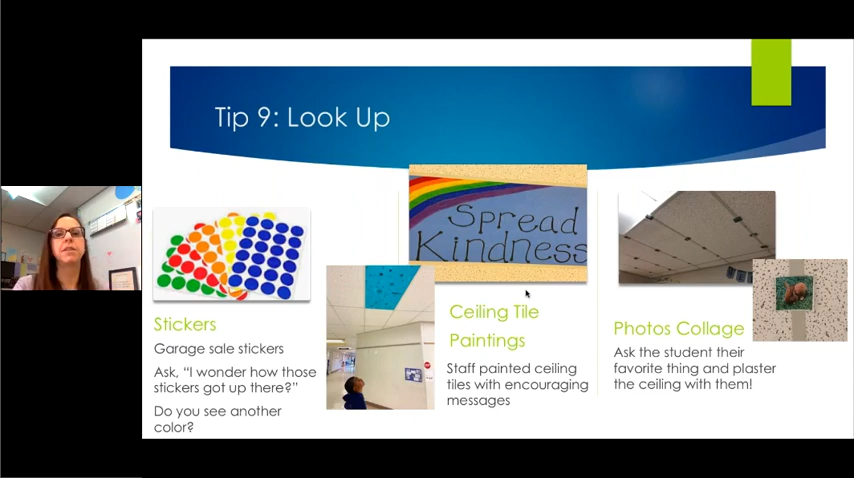 Tip 9: Look Up
Spread
Kindness
Stickers
Garage sale stickers
Ask, “I wonder how those
stickers got up there?”
Do you see another
color?
Ceiling Tile
Paintings
Staff painted ceiling
tiles with encouraging
messages
Photos Collage
Ask the student their
favorite thing and plaster
the ceiling with them!